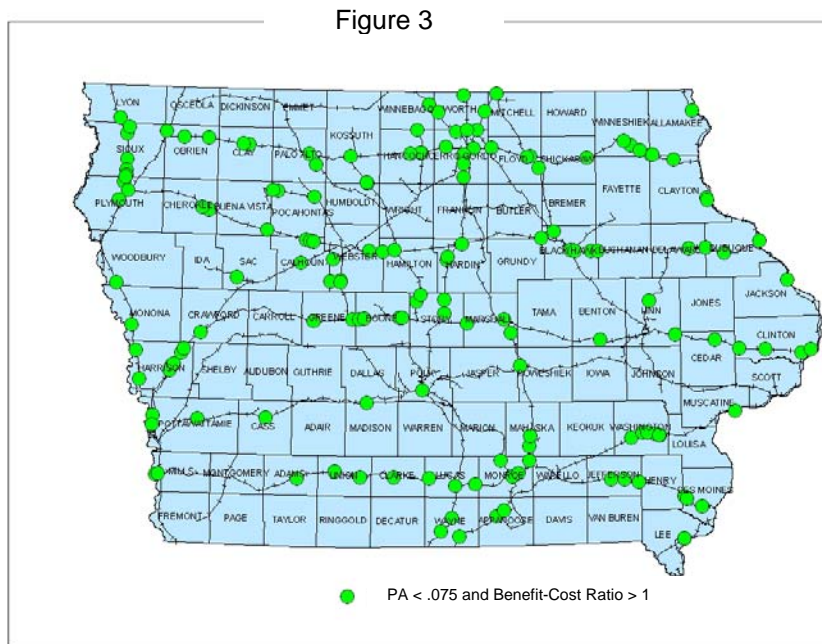 Figure 3
LYON
OSCEOLA
DICKINSON
EMMET
WINNEBAGO
WORTH
MITCHELL
HOWARD
WINNESHIEK
ALLAMAKEE
KOSSUTH
SIOUX
OBRIEN
CLAY
PALO ALTO
HANCOCK
CERRO GORDO
FLOYD
CHICKASAW
FAYETTE
CLAYTON
PLYMOUTH
CHEROKEE
BUENA VISTA
POCAHONTAS
HUMBOLDT
WRIGHT
FRANKLIN
BUTLER
BREMER
WOODBURY
IDA
SAC
CALHOUN
WEBSTER
HAMILTON
HARDIN
GRUNDY
BLACK HAWK
BUCHANAN
DELAWARE
DUBUQUE
JACKSON
MONONA
CRAWFORD
CARROLL
GREENE
BOONE
STORY
MARSHALL
TAMA
BENTON
LINN
JONES
CLINTON
CEDAR
HARRISON
SHELBY
AUDUBON
GUTHRIE
DALLAS
POLK
JASPER
POWESHIEK
IOWA
JOHNSON
SCOTT
MUSCATINE
POTTAWATTAMIE
CASS
ADAIR
MADISON
WARREN
MARION
MAHASKA
KEOKUK
WASHINGTON
LOUISA
MILLS
MONTGOMERY
ADAMS
UNION
CLARKE
LUCAS
MONROE
WAPELLO
JEFFERSON
HENRY
DES MOINES
FREMONT
PAGE
TAYLOR
RINGGOLD
DECATUR
WAYNE
APPANOOSE
DAVIS
VAN BUREN
LEE
PA < .075 and Benefit-Cost Ratio > 1